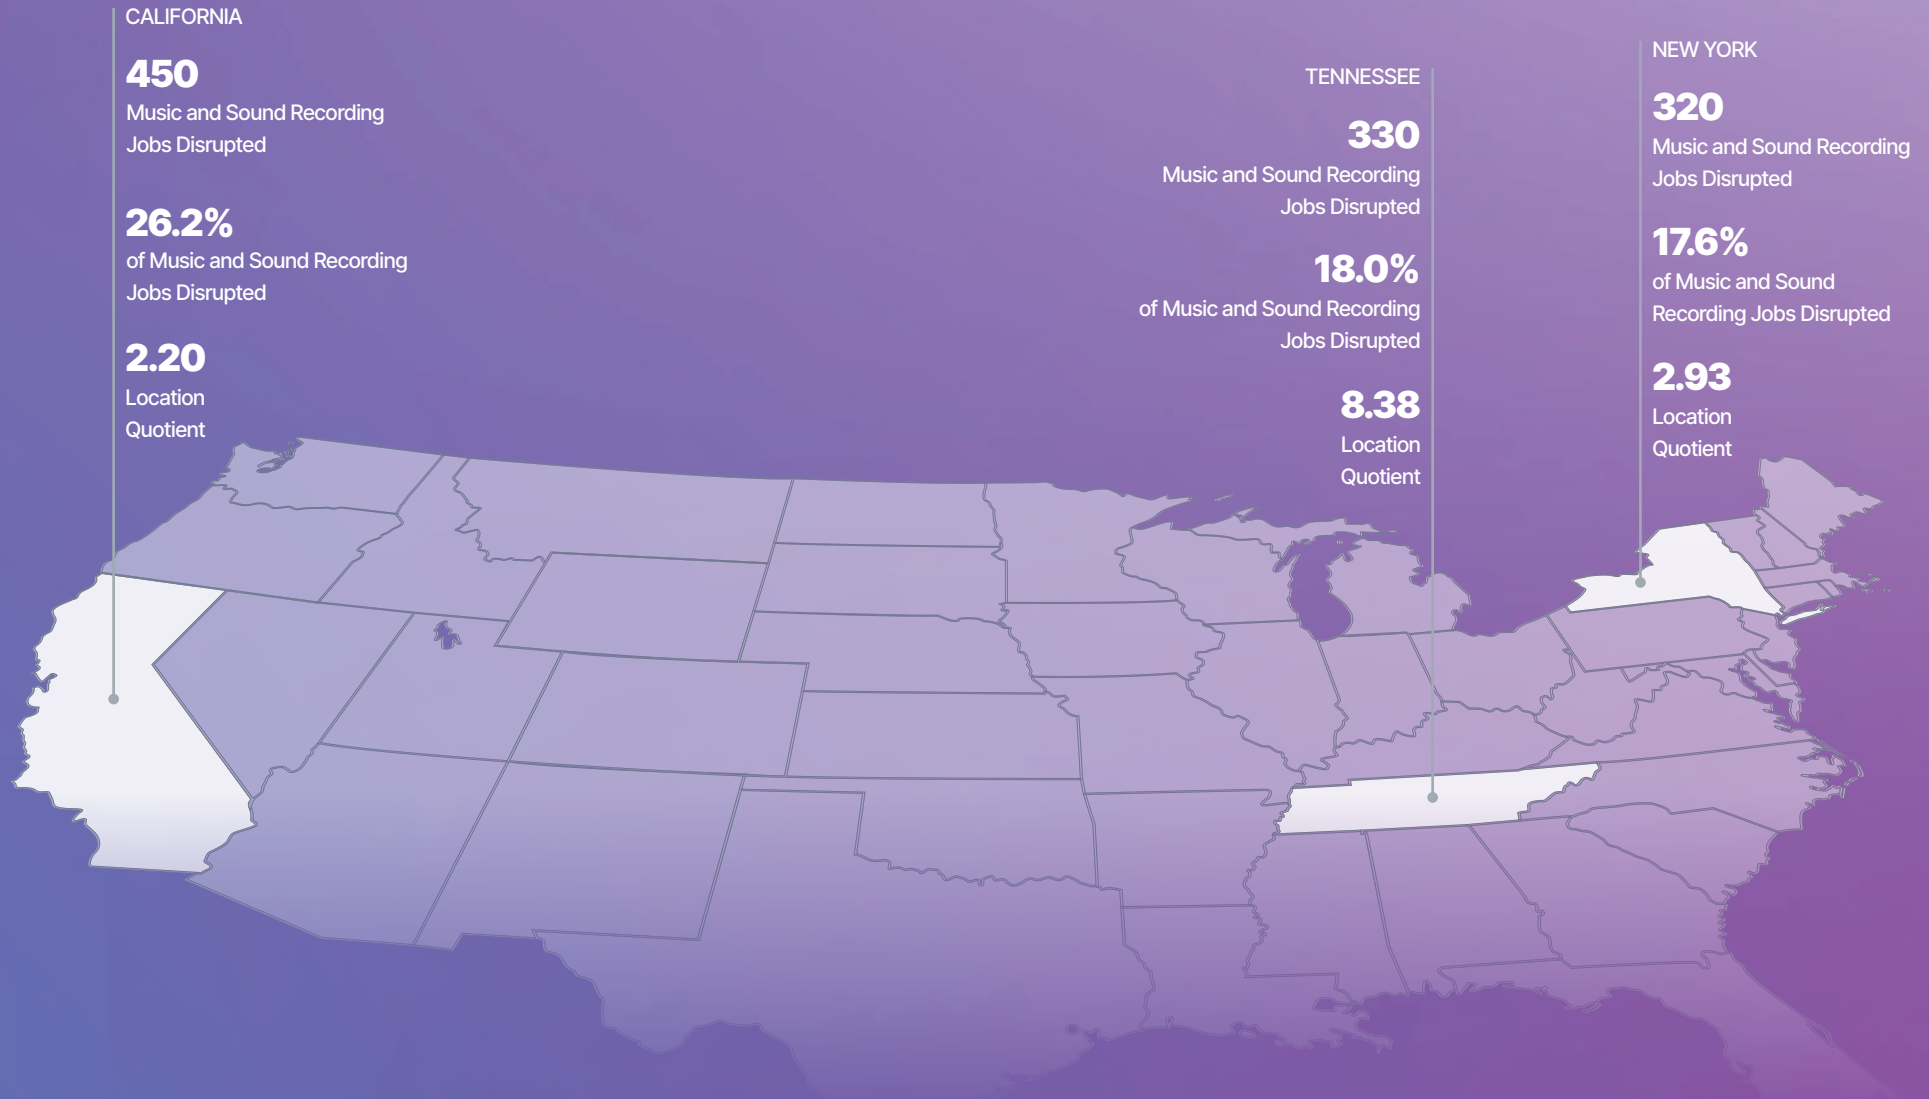 CALIFORNIA
450
Music and Sound Recording
Jobs Disrupted
26.2%
of Music and Sound Recording
Jobs Disrupted
2.20
Location
Quotient
TENNESSEE
330
Music and Sound Recording
Jobs Disrupted
18.0%
of Music and Sound Recording
Jobs Disrupted
8.38
Location
Quotient
NEW YORK
320
Music and Sound Recording
Jobs Disrupted
17.6%
of Music and Sound
Recording Jobs Disrupted
2.93
Location
Quotient